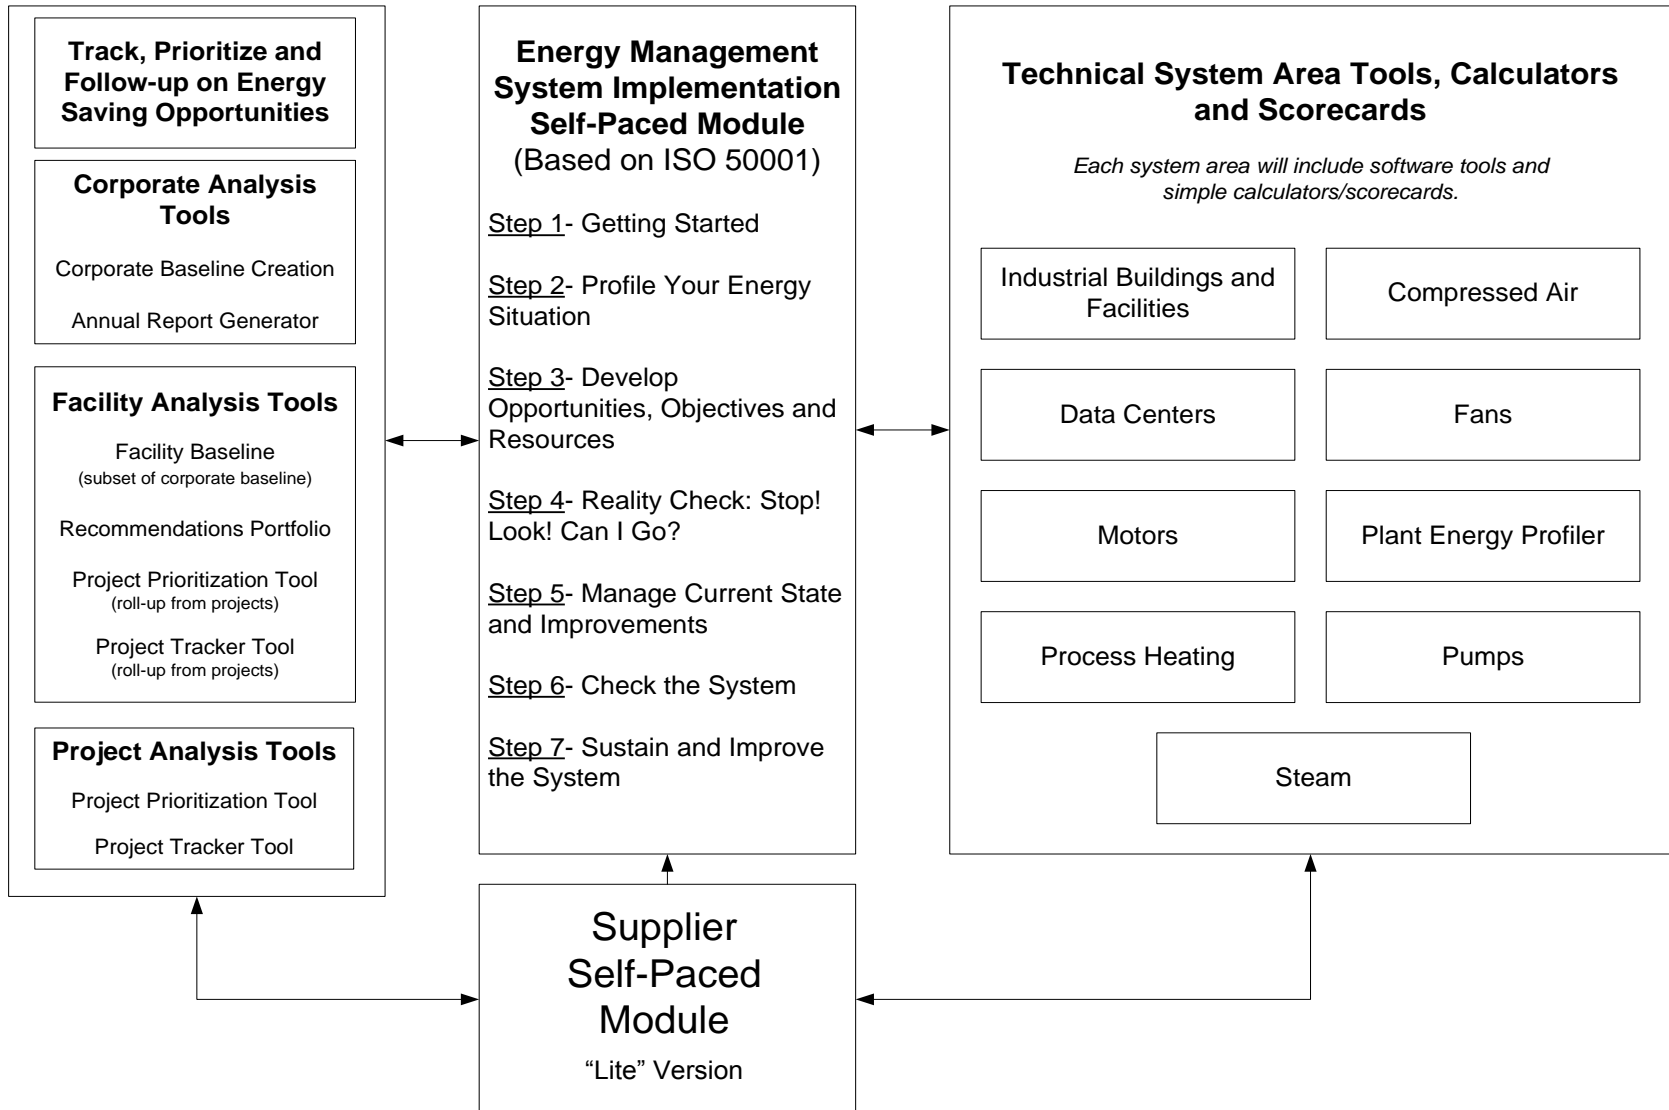 Track, Prioritize and
Follow-up on Energy
Saving Opportunities
Corporate Analysis
Tools
Corporate Baseline Creation
Annual Report Generator
Facility Analysis Tools
Facility Baseline
(subset of corporate baseline)
Recommendations Portfolio
Project Prioritization Tool
(roll-up from projects)
Project Tracker Tool
(roll-up from projects)
Project Analysis Tools
Project Prioritization Tool
Project Tracker Tool
Energy Management
System Implementation
Self-Paced Module
(Based on ISO 50001)
Step 1- Getting Started
Step 2- Profile Your Energy
Situation
Step 3- Develop
Opportunities, Objectives and
Resources
Step 4- Reality Check: Stop!
Look! Can I Go?
Step 5- Manage Current State
and Improvements
Step 6- Check the System
Step 7- Sustain and Improve
the System
Technical System Area Tools, Calculators
and Scorecards
Each system area will include software tools and
simple calculators/scorecards.
Industrial Buildings and
Facilities
Compressed Air
Data Centers
Fans
Motors
Plant Energy Profiler
Process Heating
Pumps
Steam
Supplier
Self-Paced
Module
“Lite” Version